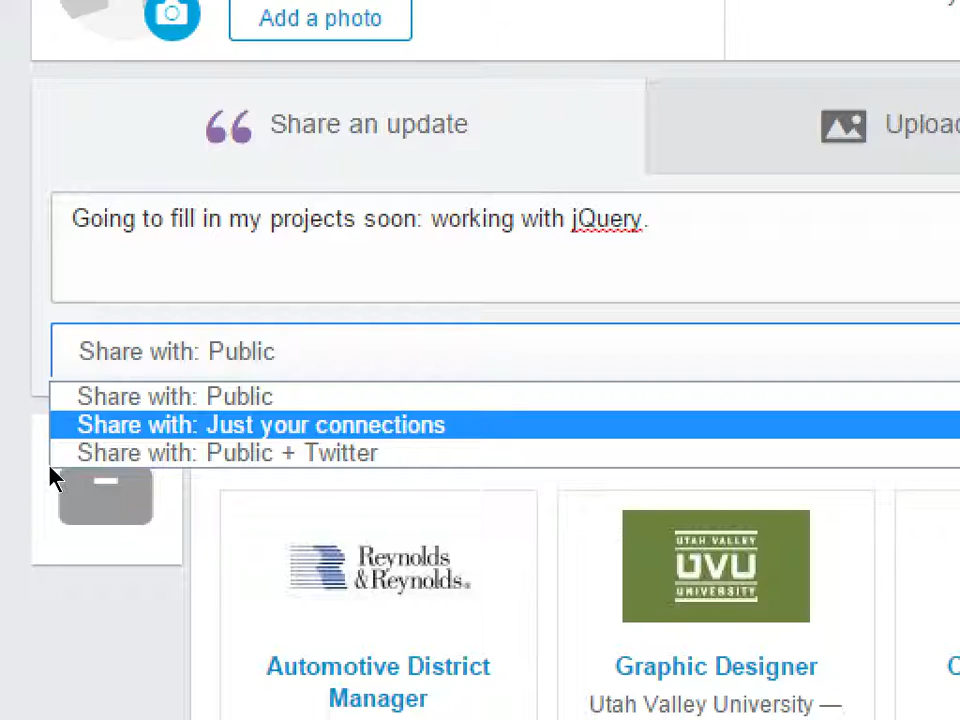 Add a photo
Share an update
Going to fill in my projects soon: working with jQuery.
Share with: Public
Share with: Public
Share with: Just your connections
Share with: Public + Twitter
Reynolds
&Reynolds
UTAH VALLEY
UVU
UNIVERSITY
Automotive District
Manager
Graphic Designer
Utah Valley University —